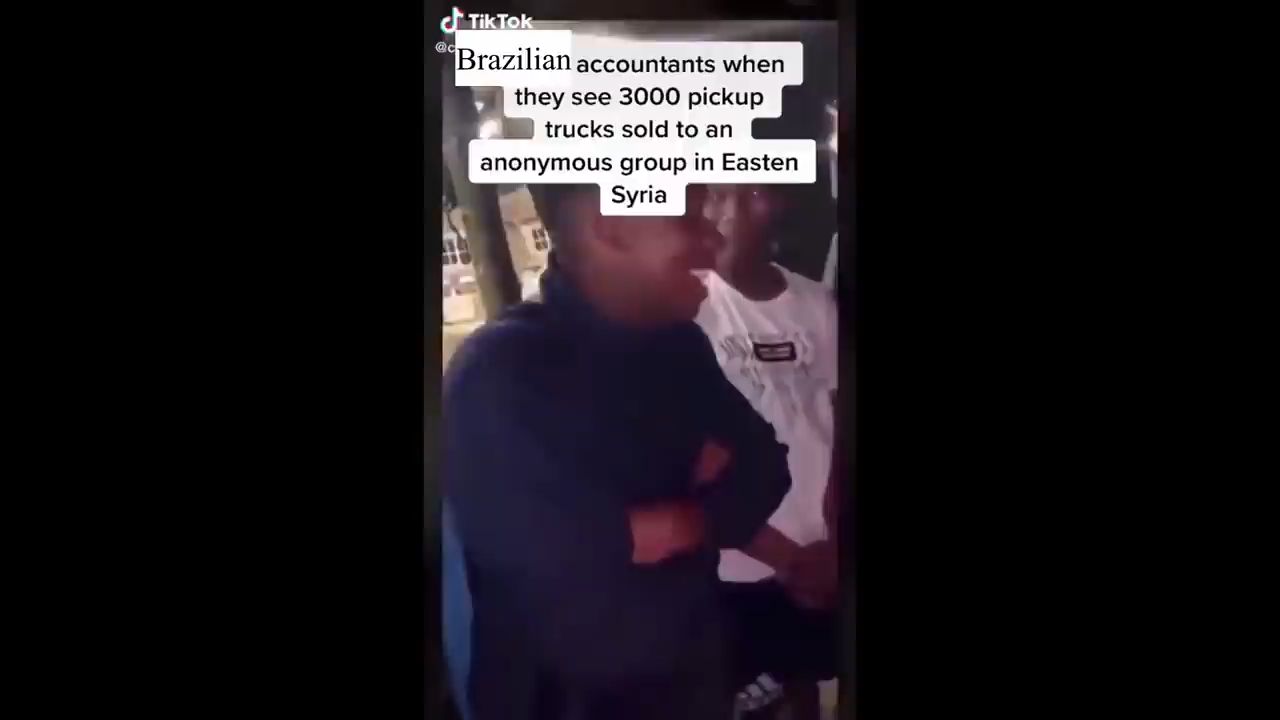 TikTok
@c
Brazilian accountants when
they see 3000 pickup
trucks sold to an
anonymous group in Easten
Syria